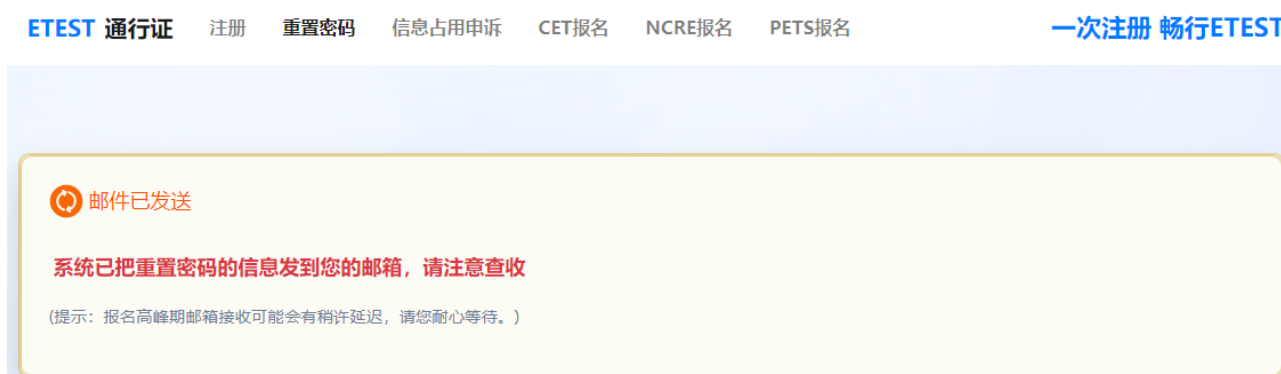 ETEST 通行证 注册 重置密码 信息占用申诉 CET报名 NCRE报名 PETS报名 一次注册 畅行ETEST
邮件已发送
系统已把重置密码的信息发到您的邮箱，请注意查收
(提示：报名高峰期邮箱接收可能会有稍许延迟，请您耐心等待。)